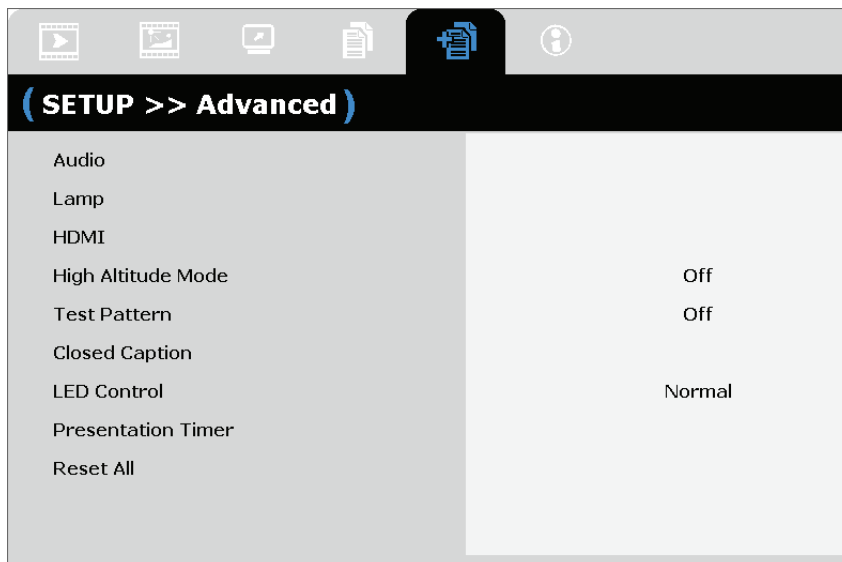 (SETUP >> Advanced)
Audio
Lamp
HDMI
High Altitude Mode Off
Test Pattern Off
Closed Caption
LED Control Normal
Presentation Timer
Reset All